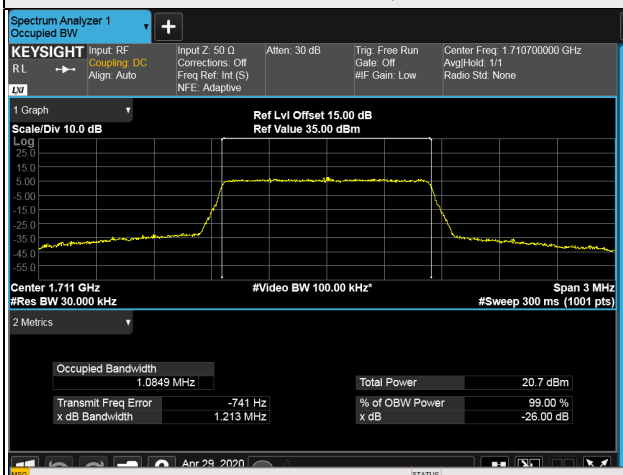 Spectrum Analyzer 1
Occupied BW
+
KEYSIGHT Input: RF Input Z: 50 Ω Atten: 30 dB Trig: Free Run Center Freq: 1.710700000 GHz
RL Coupling: DC Corrections: Off Gate: Off Avg|Hold: 1/1
Align: Auto Freq Ref: Int (S) #IF Gain: Low Radio Std: None
LXI NFE: Adaptive
1 Graph
Ref Lvl Offset 15.00 dB
Scale/Div 10.0 dB Ref Value 35.00 dBm
Log
25.0
15.0
5.00
-5.00
-15.0
-25.0
-35.0
-45.0
-55.0
Center 1.711 GHz #Video BW 100.00 kHz* Span 3 MHz
#Res BW 30.000 kHz #Sweep 300 ms (1001 pts)
2 Metrics
Occupied Bandwidth
1.0849 MHz Total Power 20.7 dBm
Transmit Freq Error -741 Hz % of OBW Power 99.00 %
x dB Bandwidth 1.213 MHz x dB -26.00 dB
Apr 29, 2020
MSG STATUS